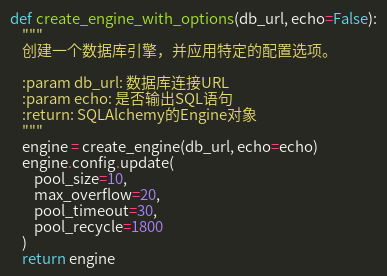 def create_engine_with_options(db_url, echo=False):
    """
    创建一个数据库引擎，并应用特定的配置选项。

    :param db_url: 数据库连接URL
    :param echo: 是否输出SQL语句
    :return: SQLAlchemy的Engine对象
    """
    engine = create_engine(db_url, echo=echo)
    engine.config.update(
        pool_size=10,
        max_overflow=20,
        pool_timeout=30,
        pool_recycle=1800
    )
    return engine